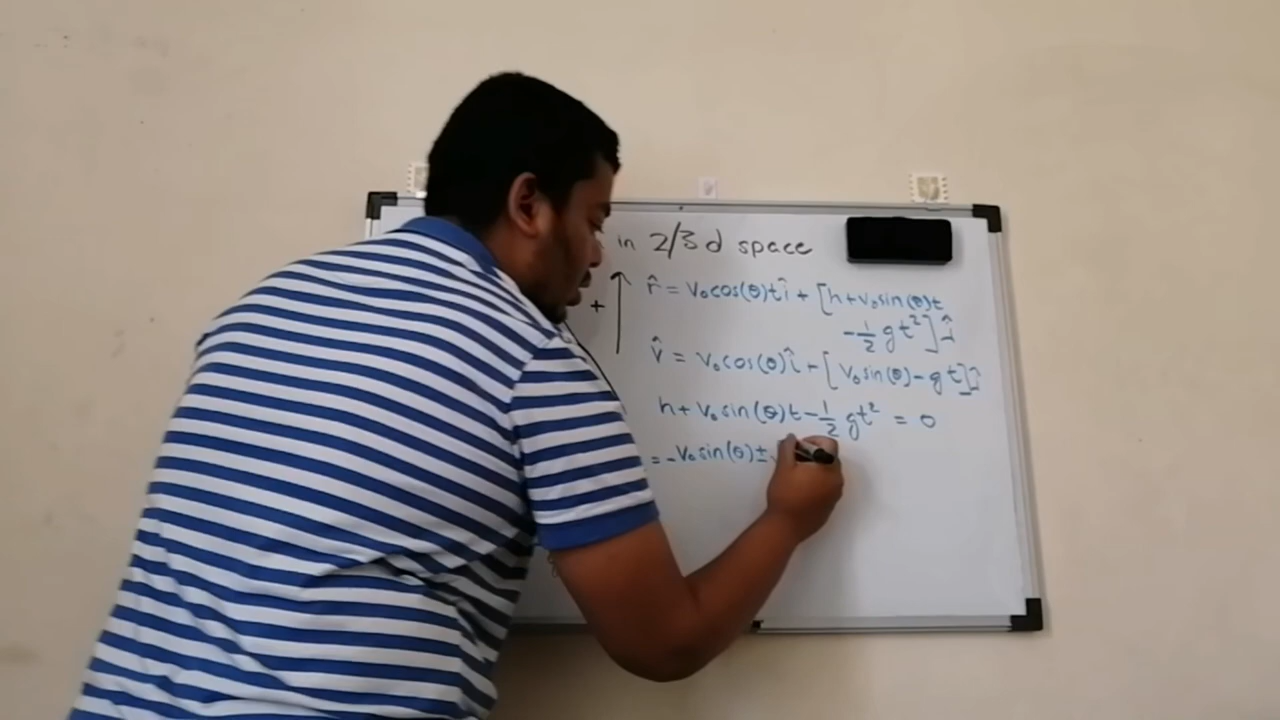 in 2/3d space
+ r̂ = V₀cos(θ)tî + [h+V₀sin(θ)t
-1/2 gt²]ĵ
v̂ = V₀cos(θ)î + [V₀sin(θ)-gt]ĵ
h+V₀sin(θ)t-1/2 gt² = 0
= -V₀sin(θ)±